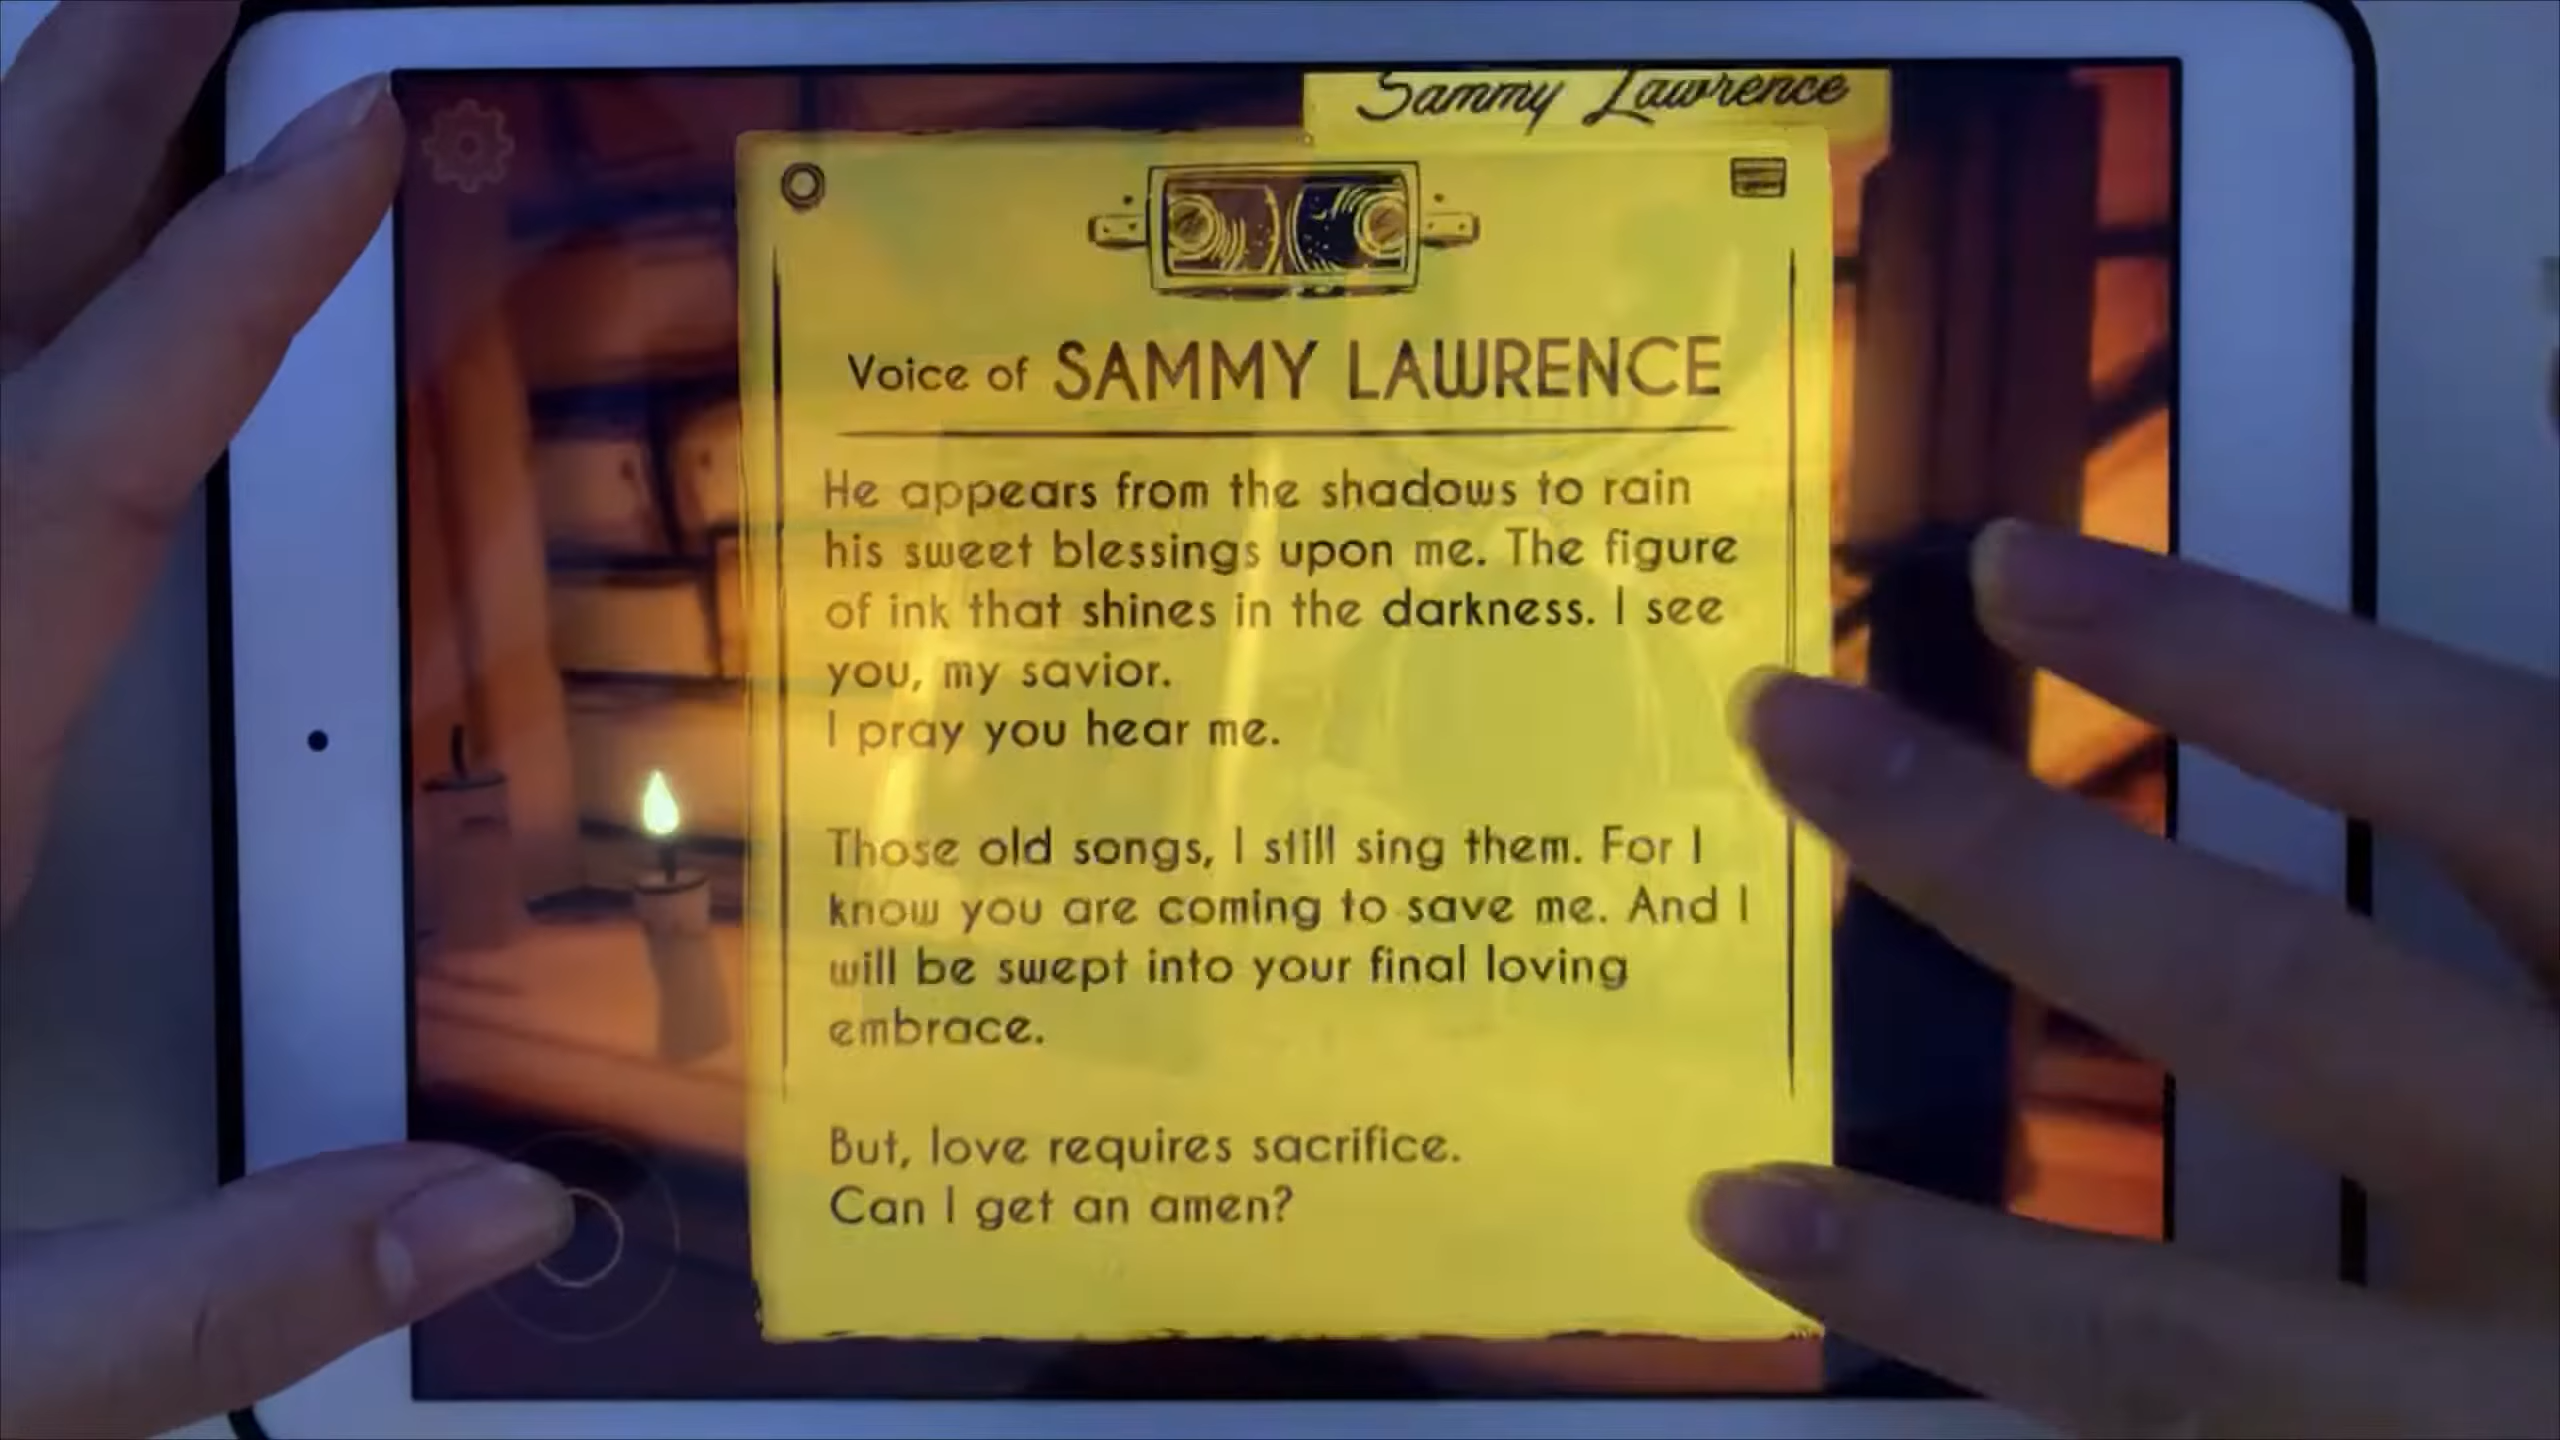 Sammy Lawrence
Voice of SAMMY LAWRENCE
He appears from the shadows to rain
his sweet blessings upon me. The figure
of ink that shines in the darkness. I see
you, my savior.
I pray you hear me.
Those old songs, I still sing them. For I
know you are coming to save me. And I
will be swept into your final loving
embrace.
But, love requires sacrifice.
Can I get an amen?